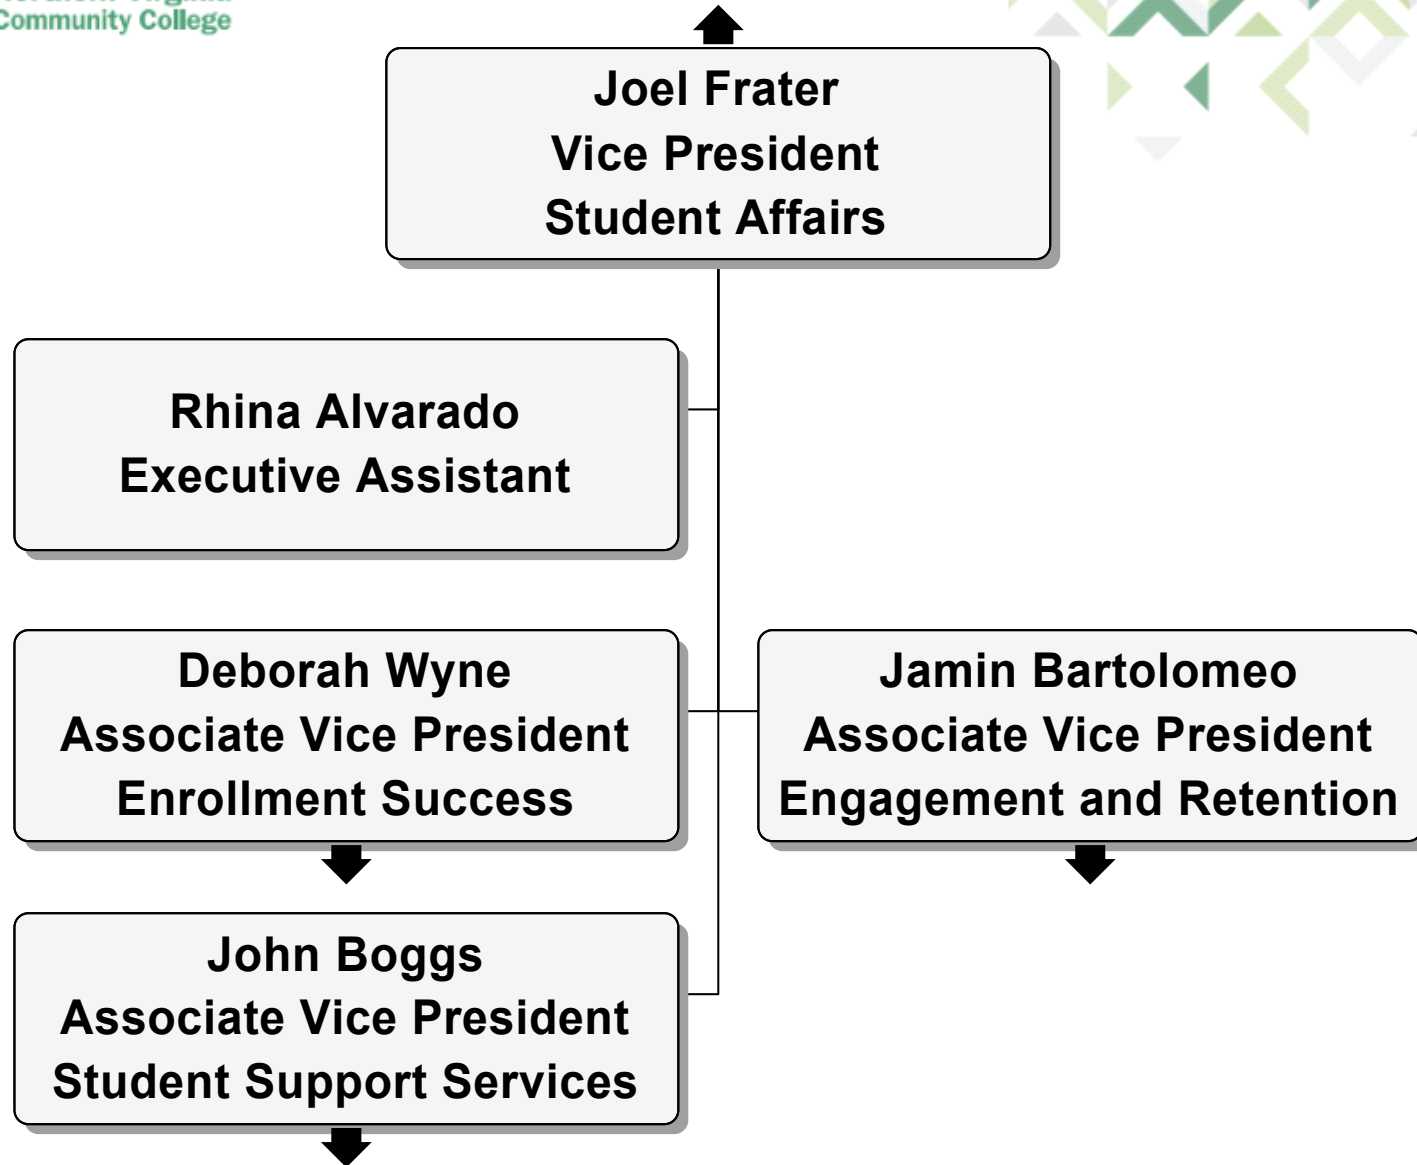 Community College
Joel Frater
Vice President
Student Affairs
Rhina Alvarado
Executive Assistant
Deborah Wyne
Associate Vice President
Enrollment Success
Jamin Bartolomeo
Associate Vice President
Engagement and Retention
John Boggs
Associate Vice President
Student Support Services